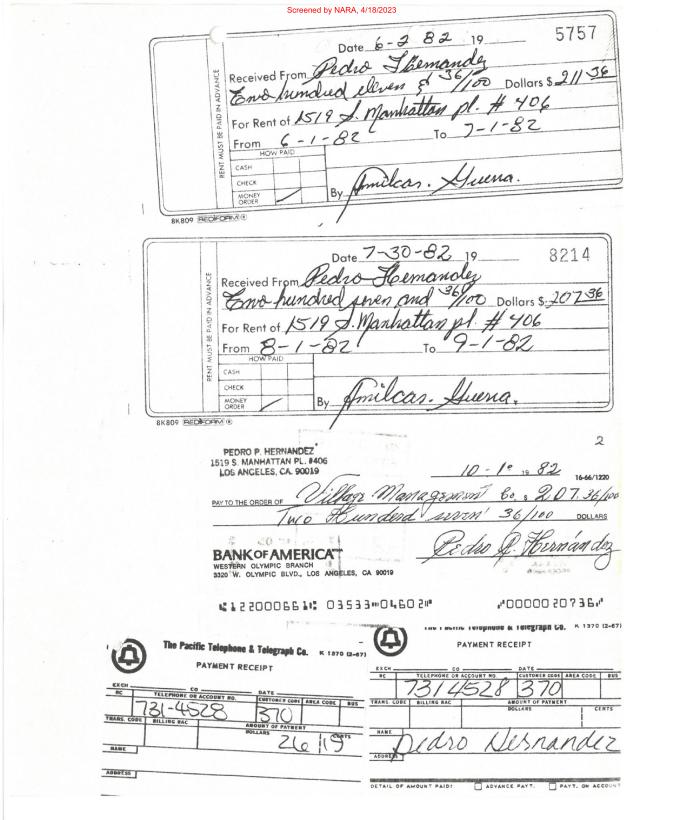 Screened by NARA, 4/18/2023
5757
Date 6-2 82 19
Received From Pedro Hernandez
Two hundred eleven & 36/100 Dollars $ 211 36
For Rent of 1519 S. Manhattan pl. # 406
From 6-1-82 To 7-1-82
RENT MUST BE PAID IN ADVANCE
HOW PAID
CASH
CHECK
MONEY ORDER
By Amilcar. Guerra.
8K809 REDIFORM ®
Date 7-30-82 19 8214
Received From Pedro Hernandez
Two hundred seven and 36/100 Dollars $ 207 36
For Rent of 1519 S. Manhattan pl. # 406
From 8-1-82 To 9-1-82
RENT MUST BE PAID IN ADVANCE
HOW PAID
CASH
CHECK
MONEY ORDER
By Amilcar. Guerra.
8K809 REDIFORM ®
2
PEDRO P. HERNANDEZ
1519 S. MANHATTAN PL. #406
LOS ANGELES, CA. 90019
10-1º 19 82 16-66/1220
PAY TO THE ORDER OF Village Management Co. $ 207.36/100
Two Hunderd seven 36/100 DOLLARS
BANK OF AMERICA
WESTERN OLYMPIC BRANCH
3320 W. OLYMPIC BLVD., LOS ANGELES, CA 90019
Pedro P. Hernández
⑆122000661⑆ 03533⑈04602⑈ ⑈0000020736⑈
The Pacific Telephone & Telegraph Co. K 1370 (2-67)
PAYMENT RECEIPT
EXCH CO DATE
RC TELEPHONE OR ACCOUNT NO. CUSTOMER CODE AREA CODE BUS
731-4528 370
TRANS. CODE BILLING RAC AMOUNT OF PAYMENT
DOLLARS CENTS
26 19
NAME
ADDRESS
The Pacific Telephone & Telegraph Co. K 1370 (2-67)
PAYMENT RECEIPT
EXCH CO DATE
RC TELEPHONE OR ACCOUNT NO. CUSTOMER CODE AREA CODE BUS
731 4528 370
TRANS. CODE BILLING RAC AMOUNT OF PAYMENT
DOLLARS CENTS
NAME
Pedro Hernandez
ADDRESS
DETAIL OF AMOUNT PAID: ADVANCE PAYT. PAYT. ON ACCOUNT